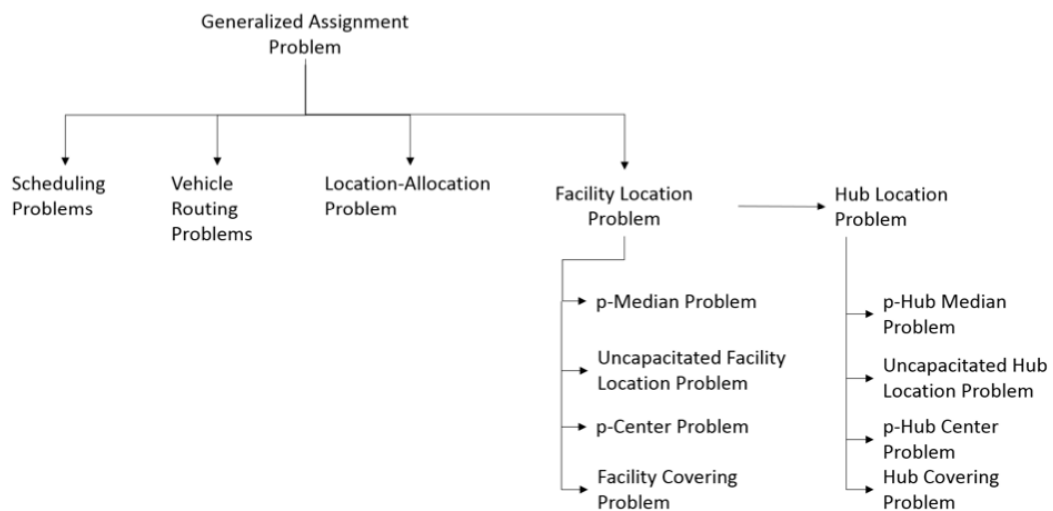 Generalized Assignment
Problem
Scheduling
Problems
Vehicle
Routing
Problems
Location-Allocation
Problem
Facility Location
Problem
Hub Location
Problem
p-Median Problem
Uncapacitated Facility
Location Problem
p-Center Problem
Facility Covering
Problem
p-Hub Median
Problem
Uncapacitated Hub
Location Problem
p-Hub Center
Problem
Hub Covering
Problem